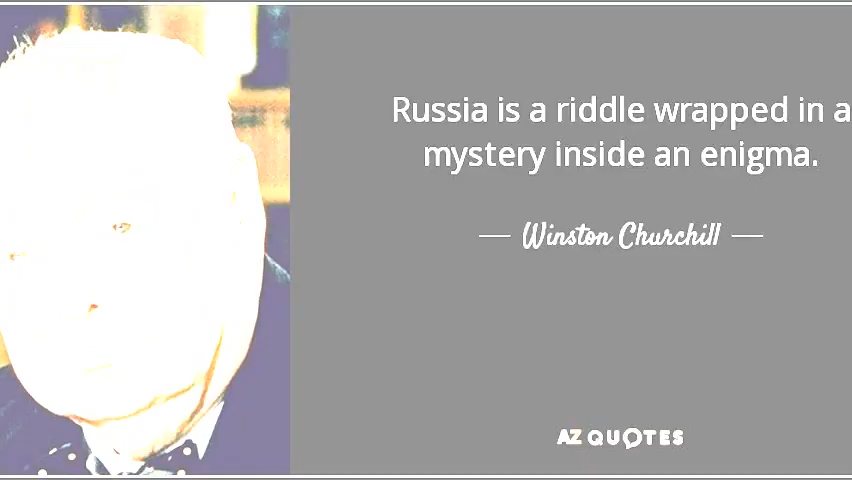 Russia is a riddle wrapped in a
mystery inside an enigma.
— Winston Churchill —
AZ QUOTES